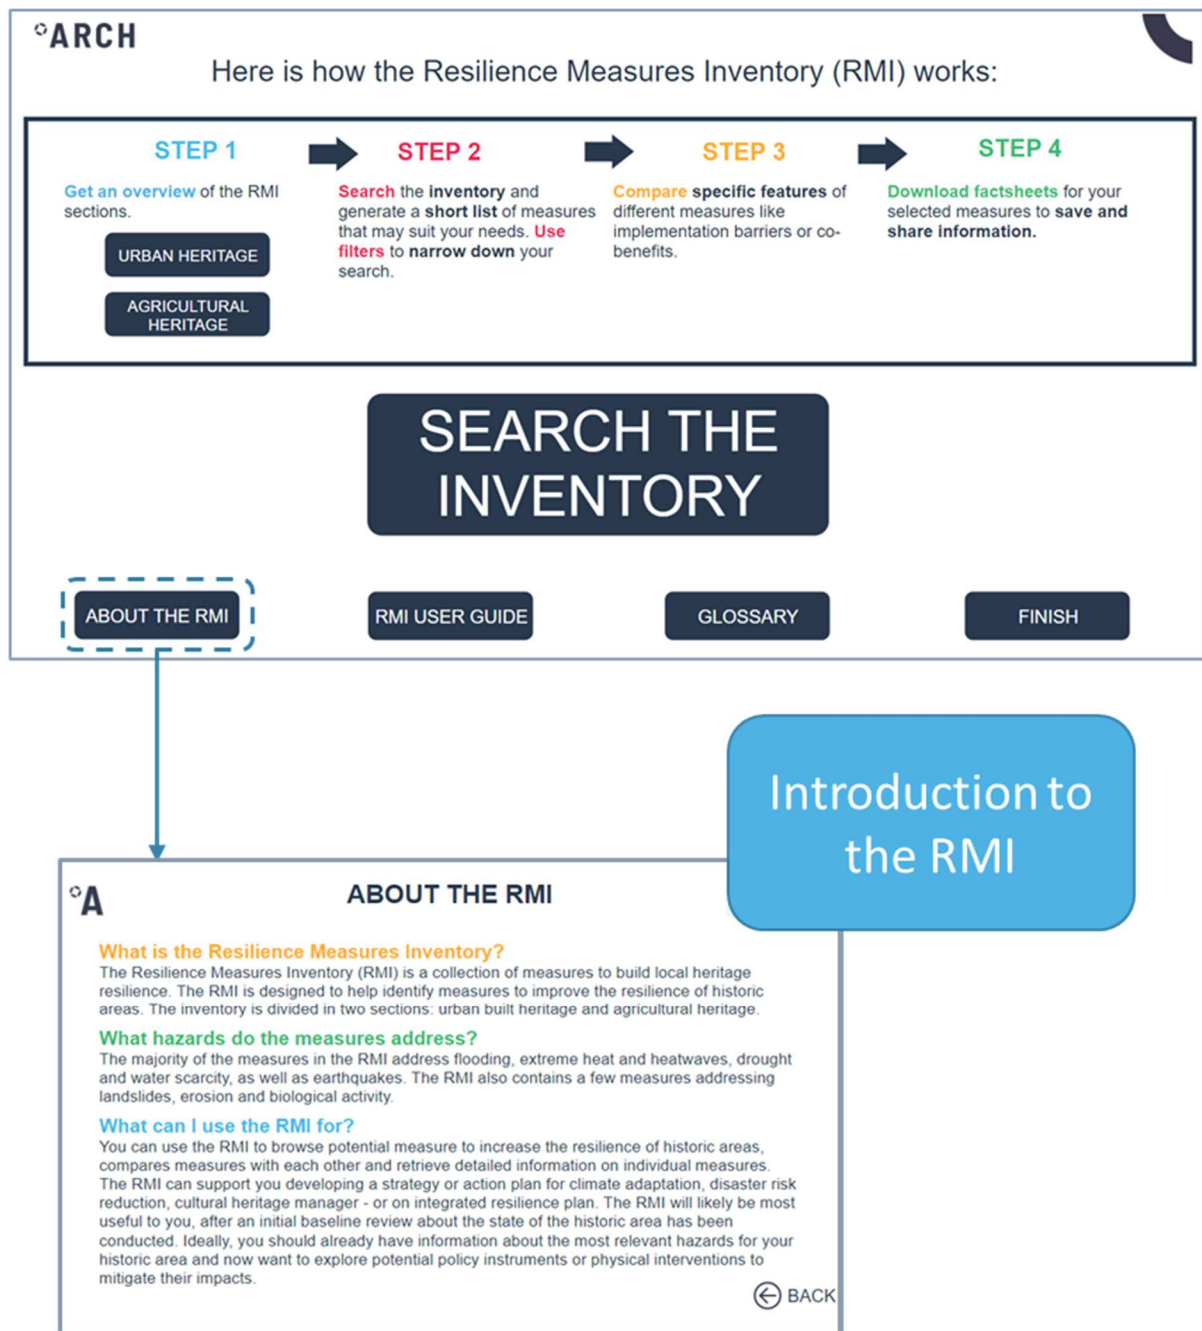 °ARCH
Here is how the Resilience Measures Inventory (RMI) works:
STEP 1
Get an overview of the RMI
sections.
URBAN HERITAGE
AGRICULTURAL
HERITAGE
STEP 2
Search the inventory and
generate a short list of measures
that may suit your needs. Use
filters to narrow down your
search.
STEP 3
Compare specific features of
different measures like
implementation barriers or co-
benefits.
STEP 4
Download factsheets for your
selected measures to save and
share information.
SEARCH THE
INVENTORY
ABOUT THE RMI
RMI USER GUIDE
GLOSSARY
FINISH
Introduction to
the RMI
°A
ABOUT THE RMI
What is the Resilience Measures Inventory?
The Resilience Measures Inventory (RMI) is a collection of measures to build local heritage
resilience. The RMI is designed to help identify measures to improve the resilience of historic
areas. The inventory is divided in two sections: urban built heritage and agricultural heritage.
What hazards do the measures address?
The majority of the measures in the RMI address flooding, extreme heat and heatwaves, drought
and water scarcity, as well as earthquakes. The RMI also contains a few measures addressing
landslides, erosion and biological activity.
What can I use the RMI for?
You can use the RMI to browse potential measure to increase the resilience of historic areas,
compares measures with each other and retrieve detailed information on individual measures.
The RMI can support you developing a strategy or action plan for climate adaptation, disaster risk
reduction, cultural heritage manager - or on integrated resilience plan. The RMI will likely be most
useful to you, after an initial baseline review about the state of the historic area has been
conducted. Ideally, you should already have information about the most relevant hazards for your
historic area and now want to explore potential policy instruments or physical interventions to
mitigate their impacts.
BACK